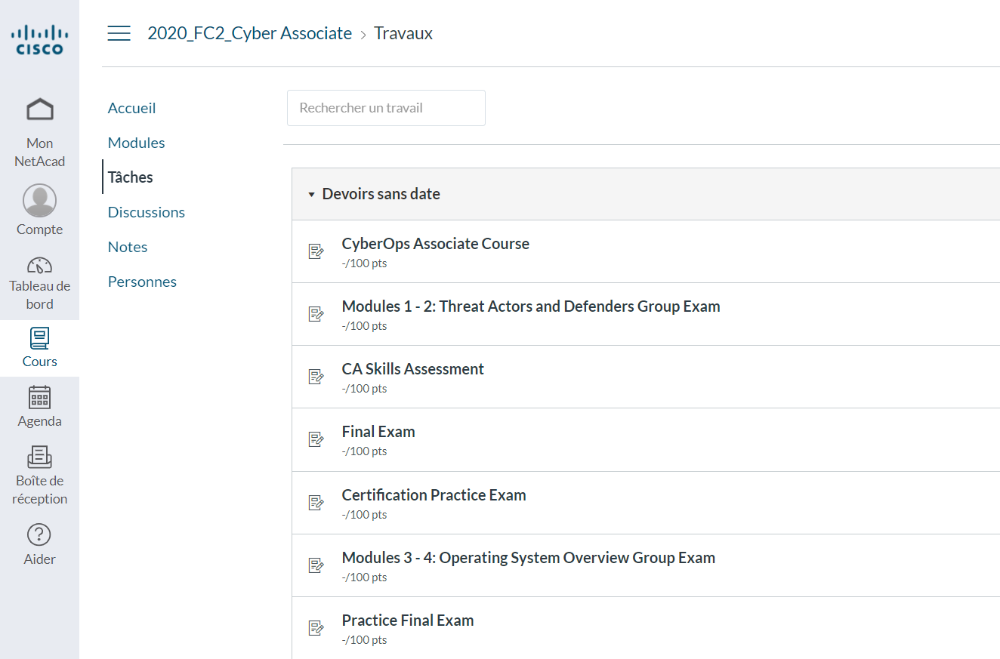 CISCO
Mon
NetAcad
Compte
Tableau de
bord
Cours
Agenda
Boîte de
réception
Aider
2020_FC2_Cyber Associate › Travaux
Accueil
Modules
Tâches
Discussions
Notes
Personnes
Rechercher un travail
Devoirs sans date
CyberOps Associate Course
-/100 pts
Modules 1 - 2: Threat Actors and Defenders Group Exam
-/100 pts
CA Skills Assessment
-/100 pts
Final Exam
-/100 pts
Certification Practice Exam
-/100 pts
Modules 3 - 4: Operating System Overview Group Exam
-/100 pts
Practice Final Exam
-/100 pts